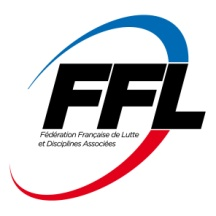 FFL
Fédération Française de Lutte
et Disciplines Associées